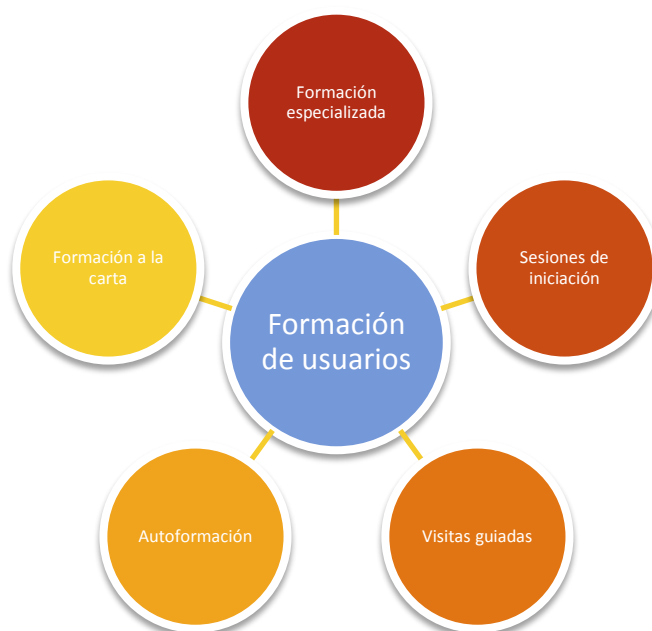 Formación
especializada
Formación a la
carta
Sesiones de
iniciación
Formación
de usuarios
Autoformación
Visitas guiadas